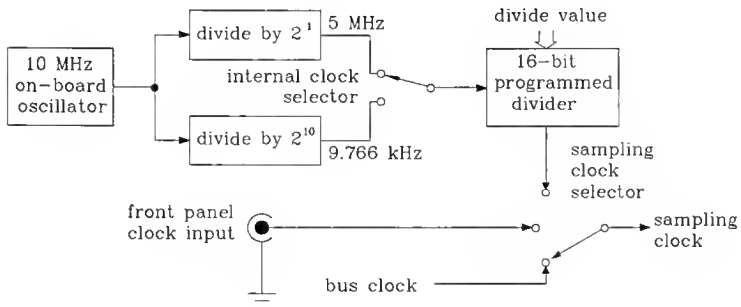 divide value
divide by 2¹
5 MHz
10 MHz
on-board
oscillator
internal clock
selector
16-bit
programmed
divider
divide by 2¹⁰
9.766 kHz
sampling
clock
selector
front panel
clock input
sampling
clock
bus clock